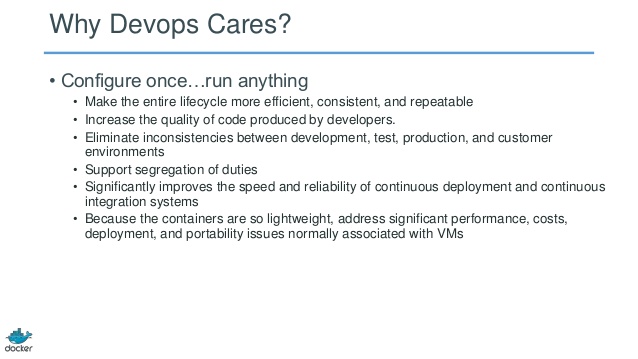 Why Devops Cares?
• Configure once…run anything
• Make the entire lifecycle more efficient, consistent, and repeatable
• Increase the quality of code produced by developers.
• Eliminate inconsistencies between development, test, production, and customer
environments
• Support segregation of duties
• Significantly improves the speed and reliability of continuous deployment and continuous
integration systems
• Because the containers are so lightweight, address significant performance, costs,
deployment, and portability issues normally associated with VMs
docker